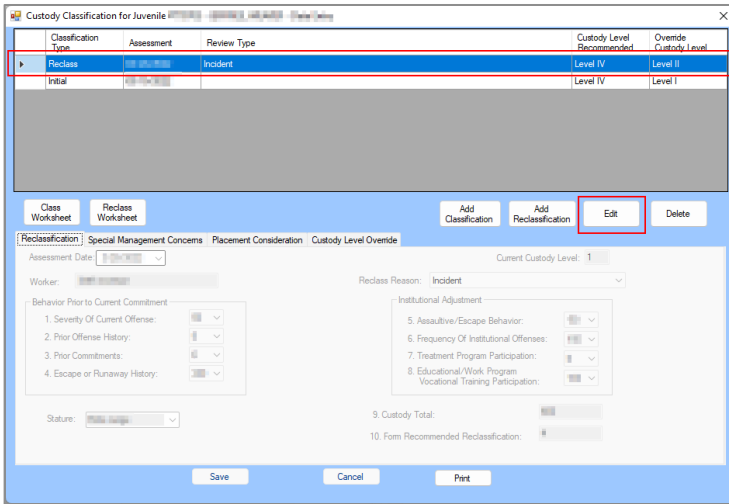 Custody Classification for Juvenile
Classification Type Assessment Review Type Custody Level Recommended Override Custody Level
Reclass Incident Level IV Level II
Initial Level IV Level I
Class Worksheet Reclass Worksheet Add Classification Add Reclassification Edit Delete
Reclassification Special Management Concerns Placement Consideration Custody Level Override
Assessment Date: Current Custody Level: 1
Worker: Reclass Reason: Incident
Behavior Prior to Current Commitment Institutional Adjustment
1. Severity Of Current Offense: 5. Assaultive/Escape Behavior:
2. Prior Offense History: 6. Frequency Of Institutional Offenses:
3. Prior Commitments: 7. Treatment Program Participation:
4. Escape or Runaway History: 8. Educational/Work Program
Vocational Training Participation:
Stature: 9. Custody Total:
10. Form Recommended Reclassification:
Save Cancel Print